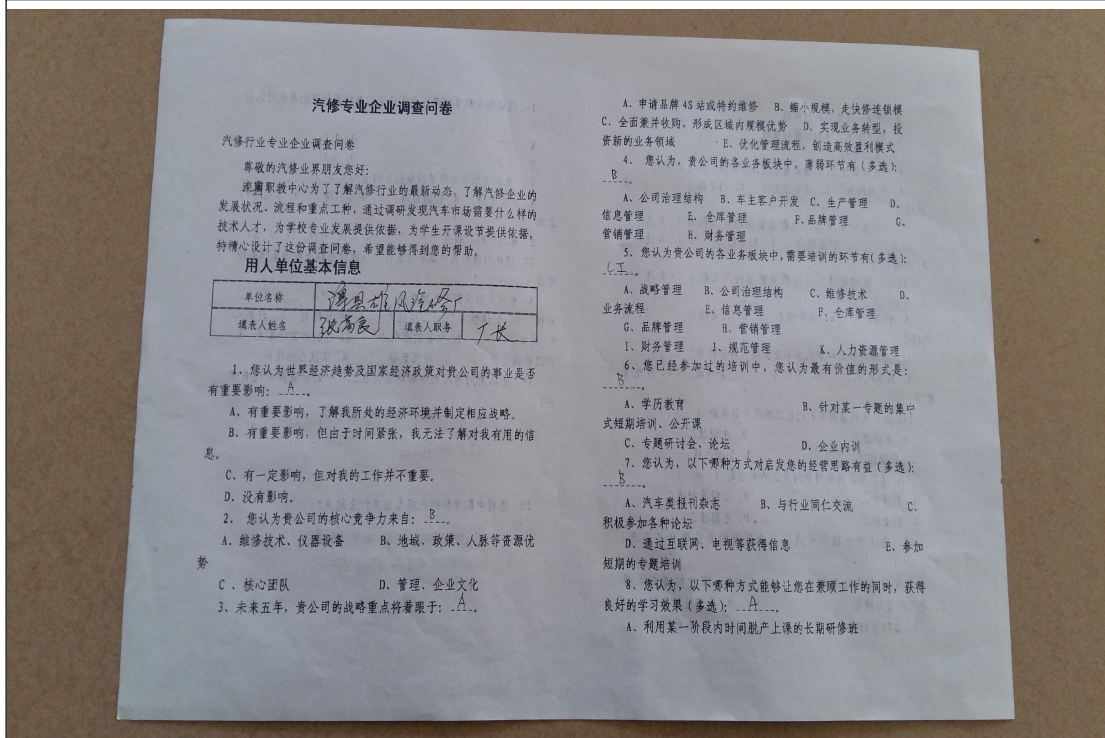 汽修专业企业调查问卷
汽修行业专业企业调查问卷
尊敬的汽修业界朋友您好:
滦南职教中心为了了解汽修行业的最新动态、了解汽修企业的
发展状况、流程和重点工种，通过调研发现汽车市场需要什么样的
技术人才，为学校专业发展提供依据，为学生开课设节提供依据，
特精心设计了这份调查问卷，希望能够得到您的帮助。
用人单位基本信息
单位名称 县雄风汽修厂
填表人姓名 填表人职务 厂长
1、您认为世界经济趋势及国家经济政策对贵公司的事业是否
有重要影响: A 。
A、有重要影响，了解我所处的经济环境并制定相应战略。
B、有重要影响，但由于时间紧张，我无法了解对我有用的信
息。
C、有一定影响，但对我的工作并不重要。
D、没有影响。
2、 您认为贵公司的核心竞争力来自: B 。
A、维修技术、仪器设备 B、地域、政策、人脉等资源优
势
C 、核心团队 D、管理、企业文化
3、未来五年，贵公司的战略重点将着眼于: A 。
A、申请品牌 4S 站或特约维修 B、缩小规模，走快修连锁模
C、全面兼并收购，形成区域内规模优势 D、实现业务转型，投
资新的业务领域 E、优化管理流程，创造高效盈利模式
4、 您认为，贵公司的各业务板块中，薄弱环节有(多选):
B 。
A、公司治理结构 B、车主客户开发 C、生产管理 D、
信息管理 E、仓库管理 F、品牌管理 G、
营销管理 H、财务管理
5、您认为贵公司的各业务板块中，需要培训的环节有(多选):
CI 。
A、战略管理 B、公司治理结构 C、维修技术 D、
业务流程 E、信息管理 F、仓库管理
G、品牌管理 H、营销管理
I、财务管理 J、规范管理 K、人力资源管理
6、您已经参加过的培训中，您认为最有价值的形式是:
B 。
A、学历教育 B、针对某一专题的集中
式短期培训、公开课
C、专题研讨会、论坛 D、企业内训
7、您认为，以下哪种方式对启发您的经营思路有益(多选):
B 。
A、汽车类报刊杂志 B、与行业同仁交流 C、
积极参加各种论坛
D、通过互联网、电视等获得信息 E、参加
短期的专题培训
8、您认为，以下哪种方式能够让您在兼顾工作的同时，获得
良好的学习效果(多选): A 。
A、利用某一阶段内时间脱产上课的长期研修班